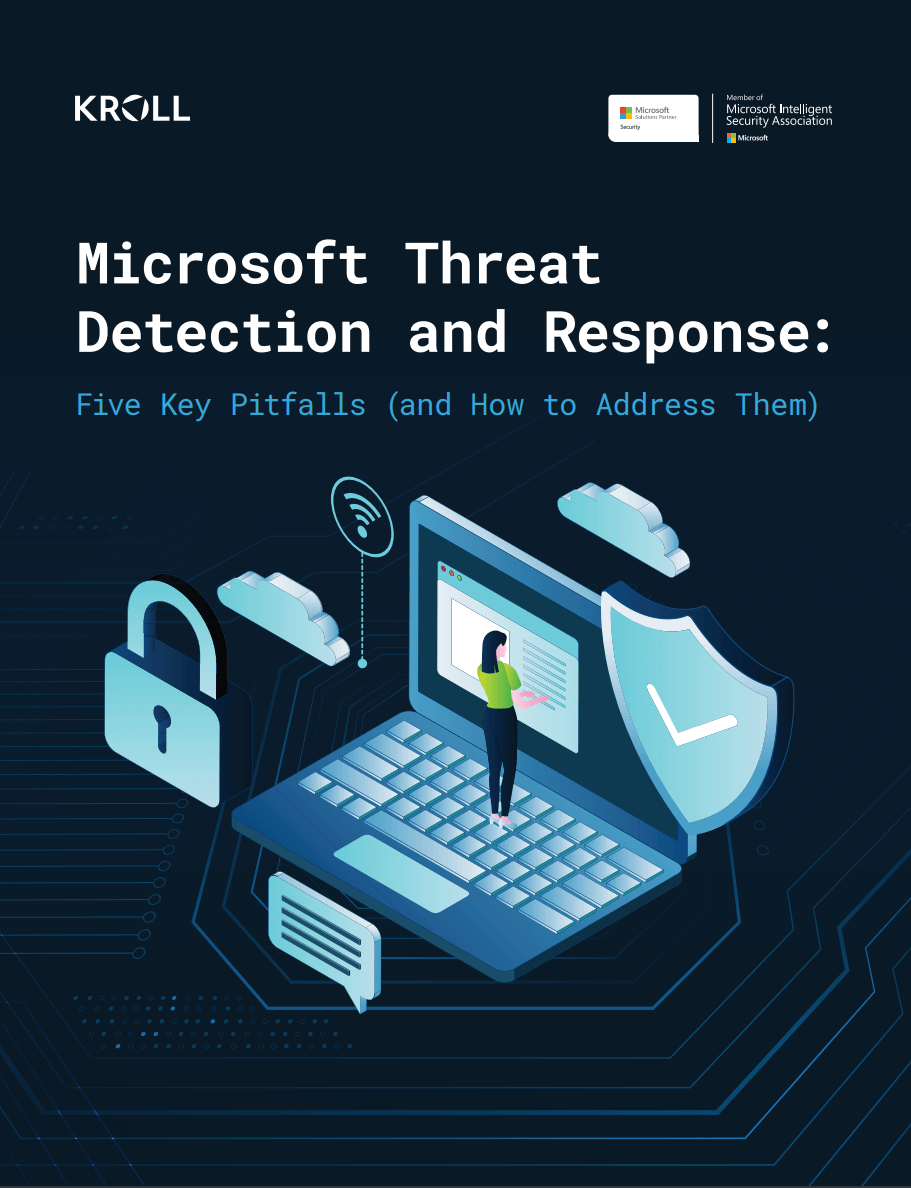 KROLL
Microsoft
Solutions Partner
Security
Member of
Microsoft Intelligent
Security Association
Microsoft
Microsoft Threat
Detection and Response:
Five Key Pitfalls (and How to Address Them)